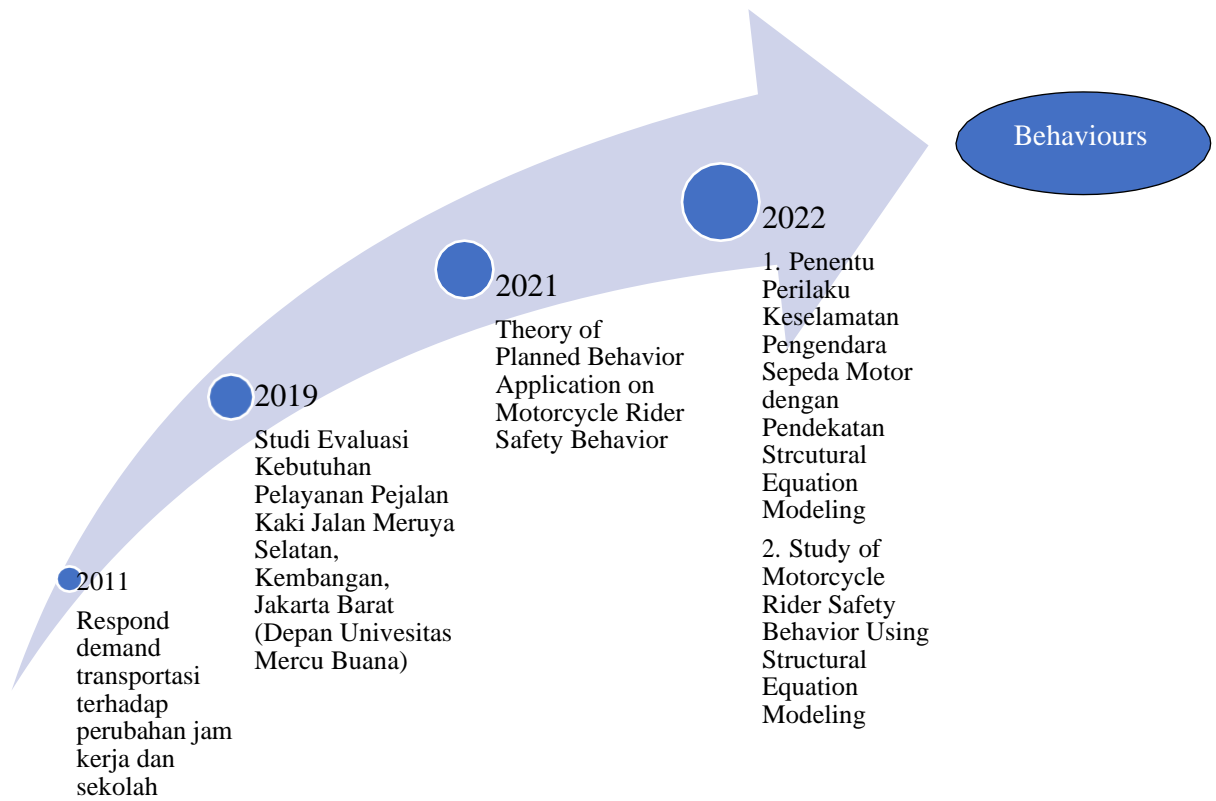 2011
Respond
demand
transportasi
terhadap
perubahan jam
kerja dan
sekolah
2019
Studi Evaluasi
Kebutuhan
Pelayanan Pejalan
Kaki Jalan Meruya
Selatan,
Kembangan,
Jakarta Barat
(Depan Univesitas
Mercu Buana)
2021
Theory of
Planned Behavior
Application on
Motorcycle Rider
Safety Behavior
2022
1. Penentu
Perilaku
Keselamatan
Pengendara
Sepeda Motor
dengan
Pendekatan
Strcutural
Equation
Modeling
2. Study of
Motorcycle
Rider Safety
Behavior Using
Structural
Equation
Modeling
Behaviours